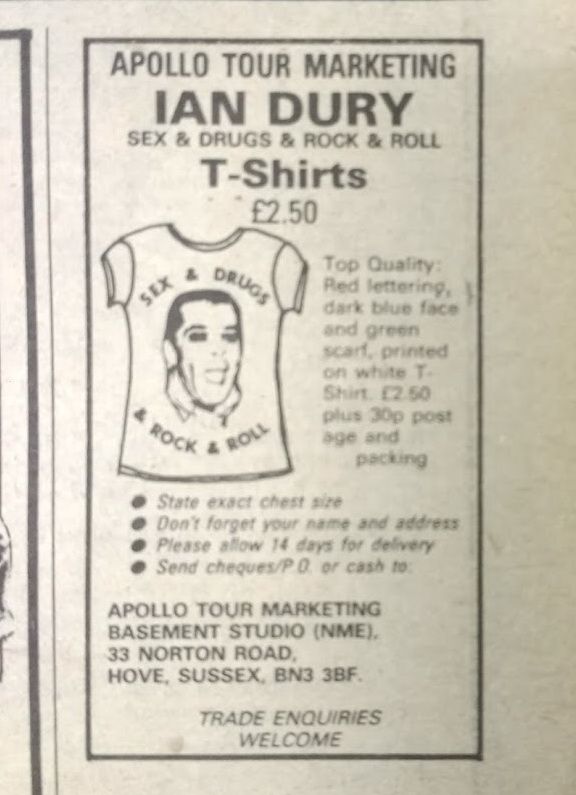 APOLLO TOUR MARKETING
IAN DURY
SEX & DRUGS & ROCK & ROLL
T-Shirts
£2.50
SEX & DRUGS
& ROCK & ROLL
Top Quality:
Red lettering,
dark blue face
and green
scarf, printed
on white T-
Shirt. £2.50
plus 30p post
age and
packing
● State exact chest size
● Don't forget your name and address
● Please allow 14 days for delivery
● Send cheques/P.O. or cash to:
APOLLO TOUR MARKETING
BASEMENT STUDIO (NME),
33 NORTON ROAD,
HOVE, SUSSEX, BN3 3BF.
TRADE ENQUIRIES
WELCOME